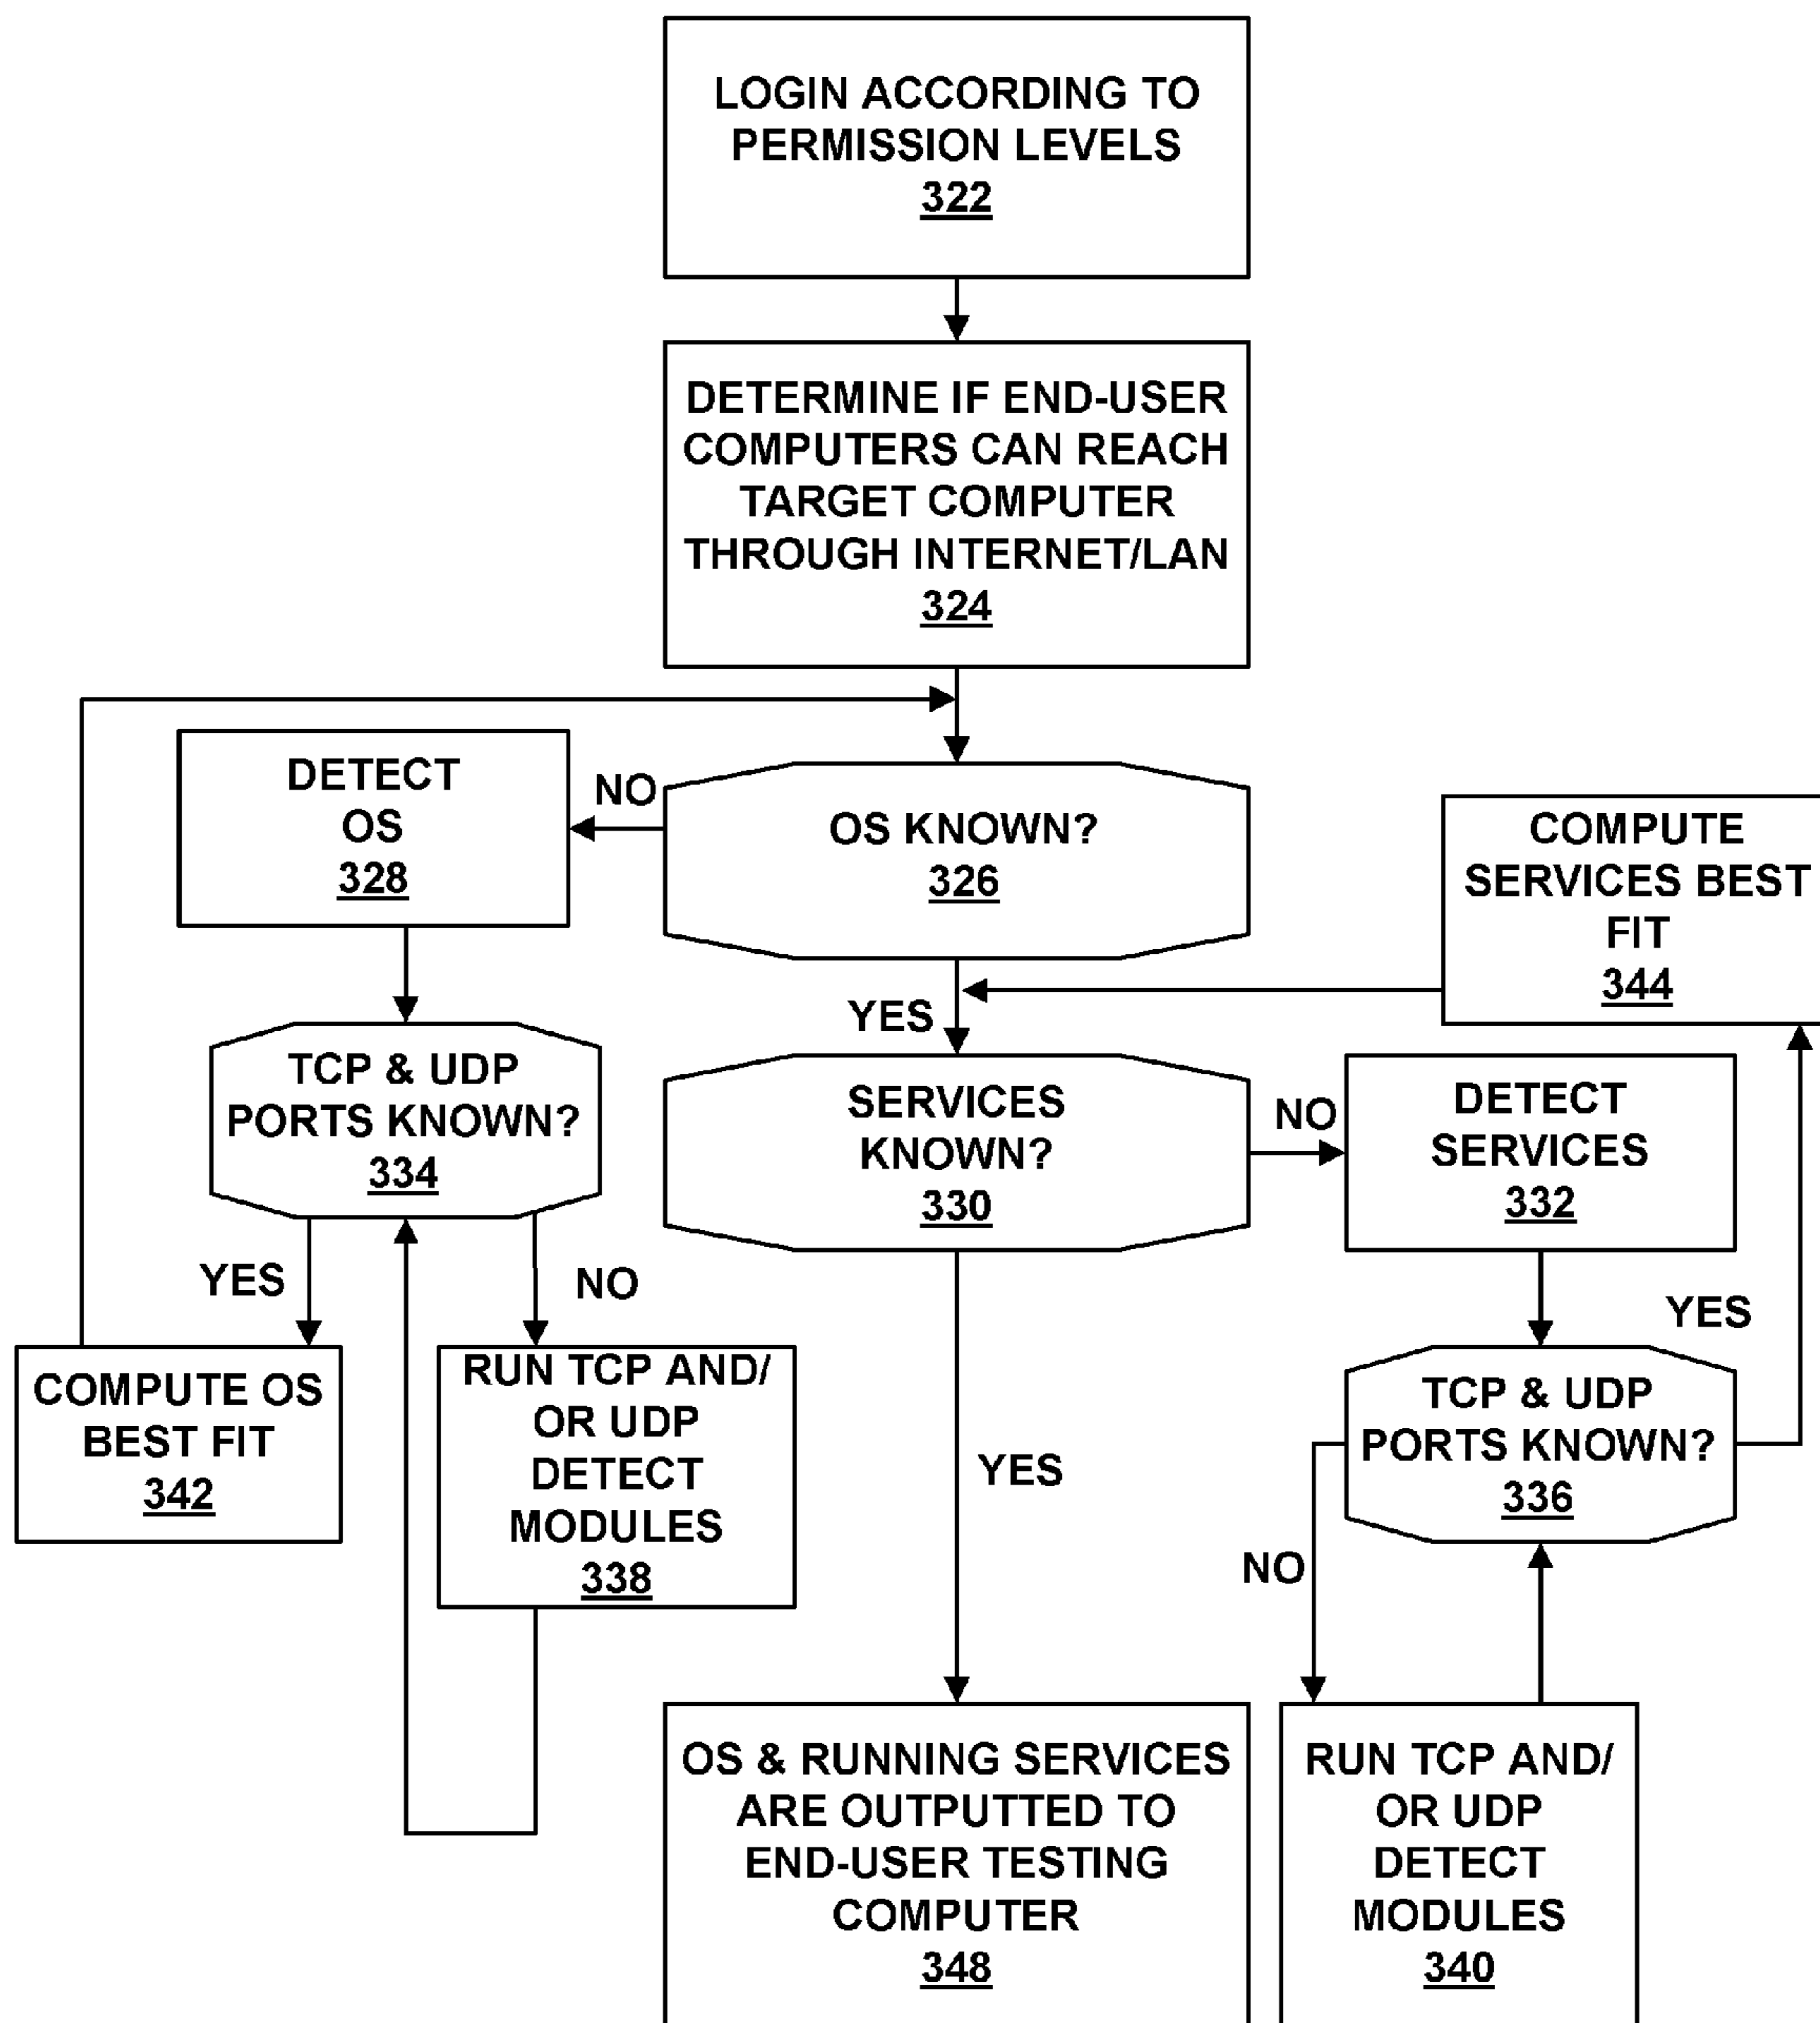 LOGIN ACCORDING TO
PERMISSION LEVELS
322
DETERMINE IF END-USER
COMPUTERS CAN REACH
TARGET COMPUTER
THROUGH INTERNET/LAN
324
DETECT
OS
328
NO
OS KNOWN?
326
COMPUTE
SERVICES BEST
FIT
344
YES
TCP & UDP
PORTS KNOWN?
334
SERVICES
KNOWN?
330
NO
DETECT
SERVICES
332
YES
NO
YES
COMPUTE OS
BEST FIT
342
RUN TCP AND/
OR UDP
DETECT
MODULES
338
YES
TCP & UDP
PORTS KNOWN?
336
NO
OS & RUNNING SERVICES
ARE OUTPUTTED TO
END-USER TESTING
COMPUTER
348
RUN TCP AND/
OR UDP
DETECT
MODULES
340